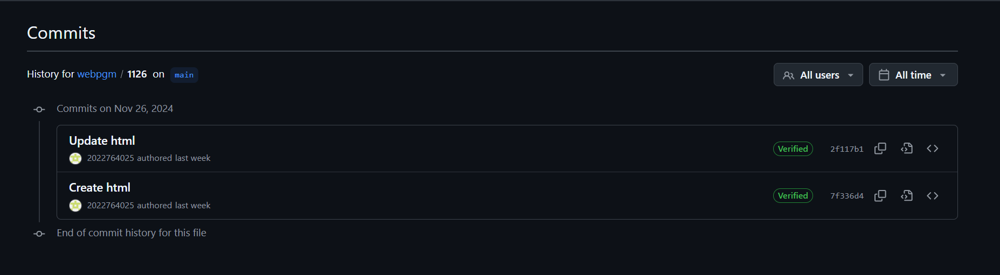 Commits
History for webpgm / 1126 on main
All users
All time
Commits on Nov 26, 2024
Update html
2022764025 authored last week
Verified
2f117b1
Create html
2022764025 authored last week
Verified
7f336d4
End of commit history for this file